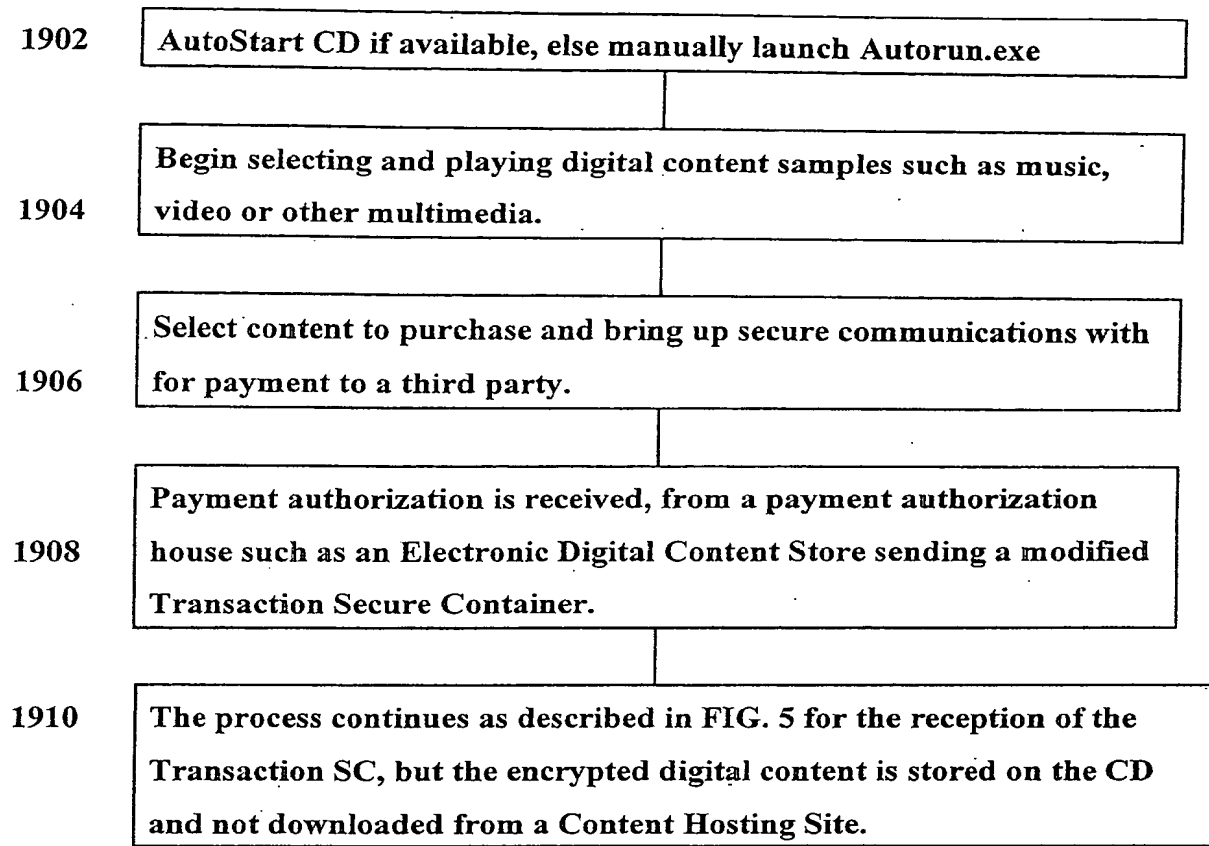 1902
AutoStart CD if available, else manually launch Autorun.exe
1904
Begin selecting and playing digital content samples such as music,
video or other multimedia.
1906
Select content to purchase and bring up secure communications with
for payment to a third party.
1908
Payment authorization is received, from a payment authorization
house such as an Electronic Digital Content Store sending a modified
Transaction Secure Container.
1910
The process continues as described in FIG. 5 for the reception of the
Transaction SC, but the encrypted digital content is stored on the CD
and not downloaded from a Content Hosting Site.